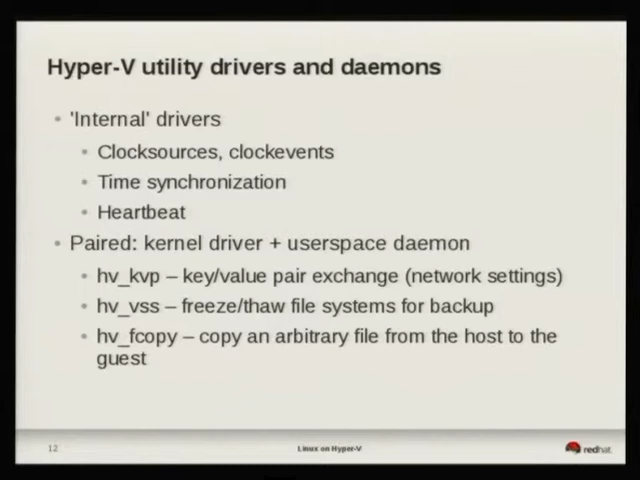 Hyper-V utility drivers and daemons
• 'Internal' drivers
• Clocksources, clockevents
• Time synchronization
• Heartbeat
• Paired: kernel driver + userspace daemon
• hv_kvp – key/value pair exchange (network settings)
• hv_vss – freeze/thaw file systems for backup
• hv_fcopy – copy an arbitrary file from the host to the
guest
12
Linux on Hyper-V
redhat